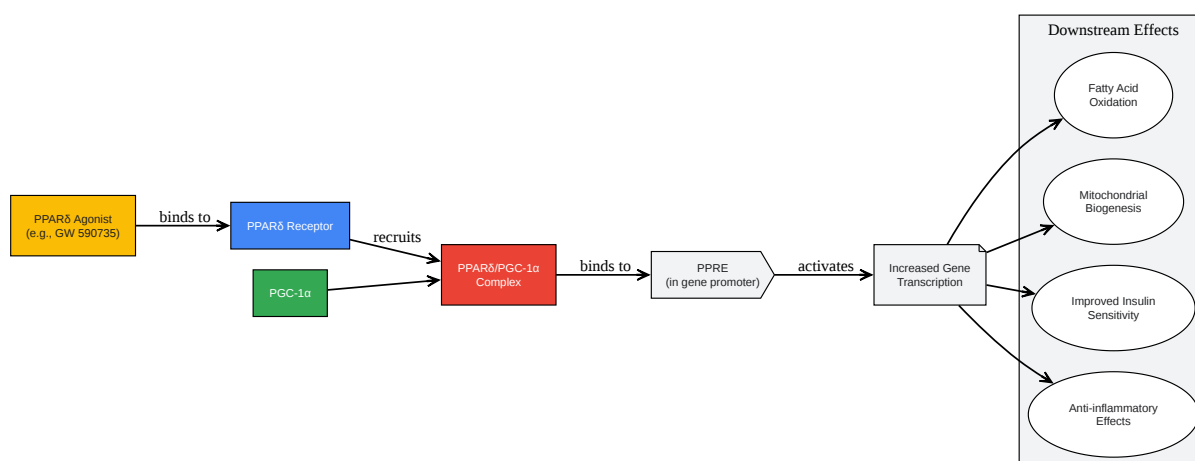 PPARδ Agonist
(e.g., GW 590735)
binds to
PPARδ Receptor
recruits
PGC-1α
PPARδ/PGC-1α
Complex
binds to
PPRE
(in gene promoter)
activates
Increased Gene
Transcription
Downstream Effects
Fatty Acid
Oxidation
Mitochondrial
Biogenesis
Improved Insulin
Sensitivity
Anti-inflammatory
Effects